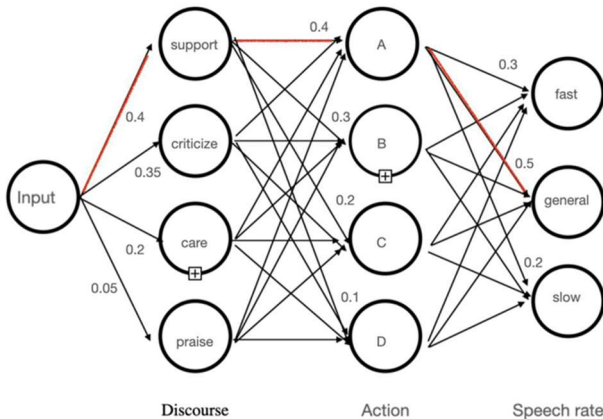 Input
0.4
0.35
0.2
0.05
support
criticize
care
praise
Discourse
0.4
0.3
0.2
0.1
A
B
C
D
Action
0.3
0.5
0.2
fast
general
slow
Speech rate